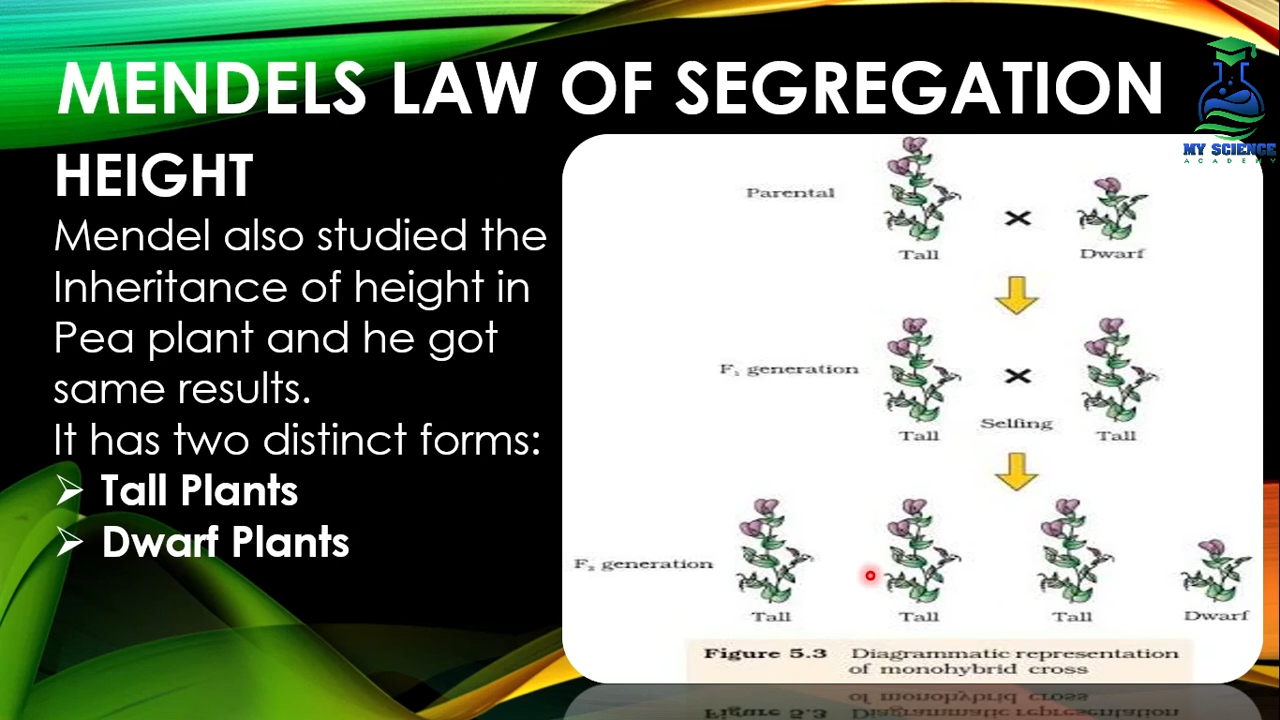 MENDELS LAW OF SEGREGATION
MY SCIENCE
ACADEMY
HEIGHT
Mendel also studied the
Inheritance of height in
Pea plant and he got
same results.
It has two distinct forms:
➢ Tall Plants
➢ Dwarf Plants
Parental
×
Tall
Dwarf
F₁ generation
×
Selfing
Tall
Tall
F₂ generation
Tall
Tall
Tall
Dwarf
Figure 5.3 Diagrammatic representation
of monohybrid cross